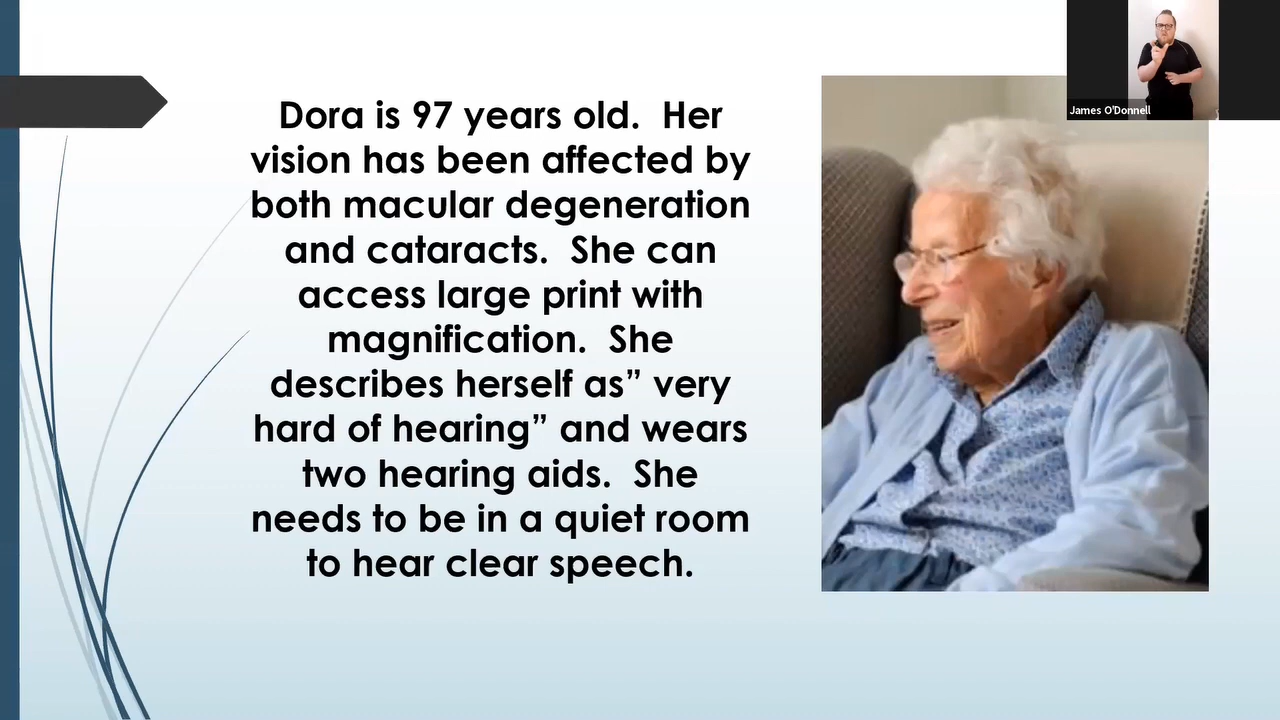 Dora is 97 years old.  Her
vision has been affected by
both macular degeneration
and cataracts.  She can
access large print with
magnification.  She
describes herself as” very
hard of hearing” and wears
two hearing aids.  She
needs to be in a quiet room
to hear clear speech.
James O'Donnell